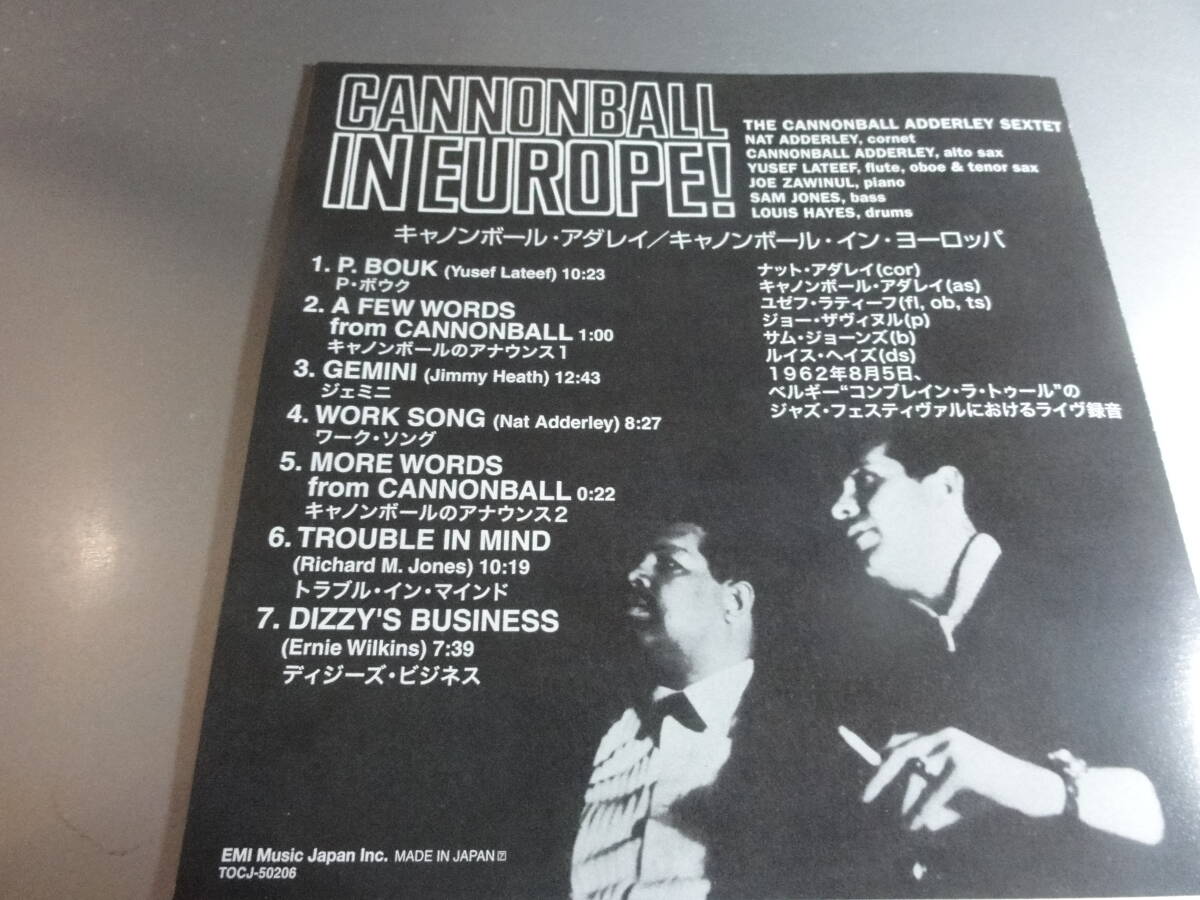 CANNONBALL
IN EUROPE!
THE CANNONBALL ADDERLEY SEXTET
NAT ADDERLEY, cornet
CANNONBALL ADDERLEY, alto sax
YUSEF LATEEF, flute, oboe & tenor sax
JOE ZAWINUL, piano
SAM JONES, bass
LOUIS HAYES, drums
キャノンボール・アダレイ／キャノンボール・イン・ヨーロッパ
1. P. BOUK (Yusef Lateef) 10:23
P・ボウク
2. A FEW WORDS
from CANNONBALL 1:00
キャノンボールのアナウンス1
3. GEMINI (Jimmy Heath) 12:43
ジェミニ
4. WORK SONG (Nat Adderley) 8:27
ワーク・ソング
5. MORE WORDS
from CANNONBALL 0:22
キャノンボールのアナウンス2
6. TROUBLE IN MIND
(Richard M. Jones) 10:19
トラブル・イン・マインド
7. DIZZY'S BUSINESS
(Ernie Wilkins) 7:39
ディジーズ・ビジネス
ナット・アダレイ(cor)
キャノンボール・アダレイ(as)
ユゼフ・ラティーフ(fl, ob, ts)
ジョー・ザヴィヌル(p)
サム・ジョーンズ(b)
ルイス・ヘイズ(ds)
1962年8月5日、
ベルギー“コンブレイン・ラ・トゥール”の
ジャズ・フェスティヴァルにおけるライヴ録音
EMI Music Japan Inc. MADE IN JAPAN
TOCJ-50206